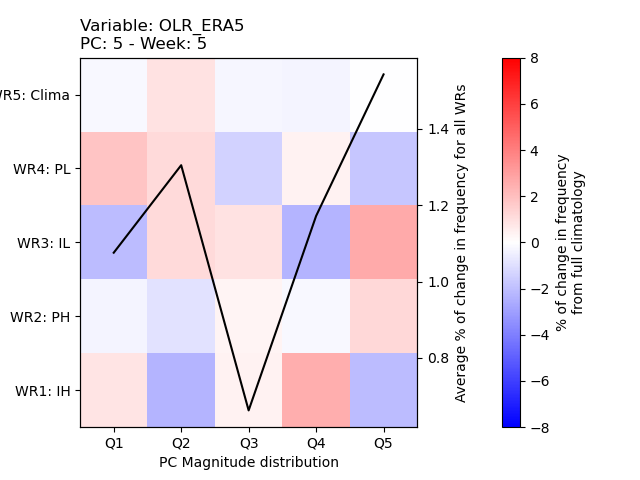 Variable: OLR_ERA5
PC: 5 - Week: 5
WR5: Clima
WR4: PL
WR3: IL
WR2: PH
WR1: IH
Q1 Q2 Q3 Q4 Q5
PC Magnitude distribution
1.4
1.2
1.0
0.8
Average % of change in frequency for all WRs
8
6
4
2
0
−2
−4
−6
−8
% of change in frequency
from full climatology